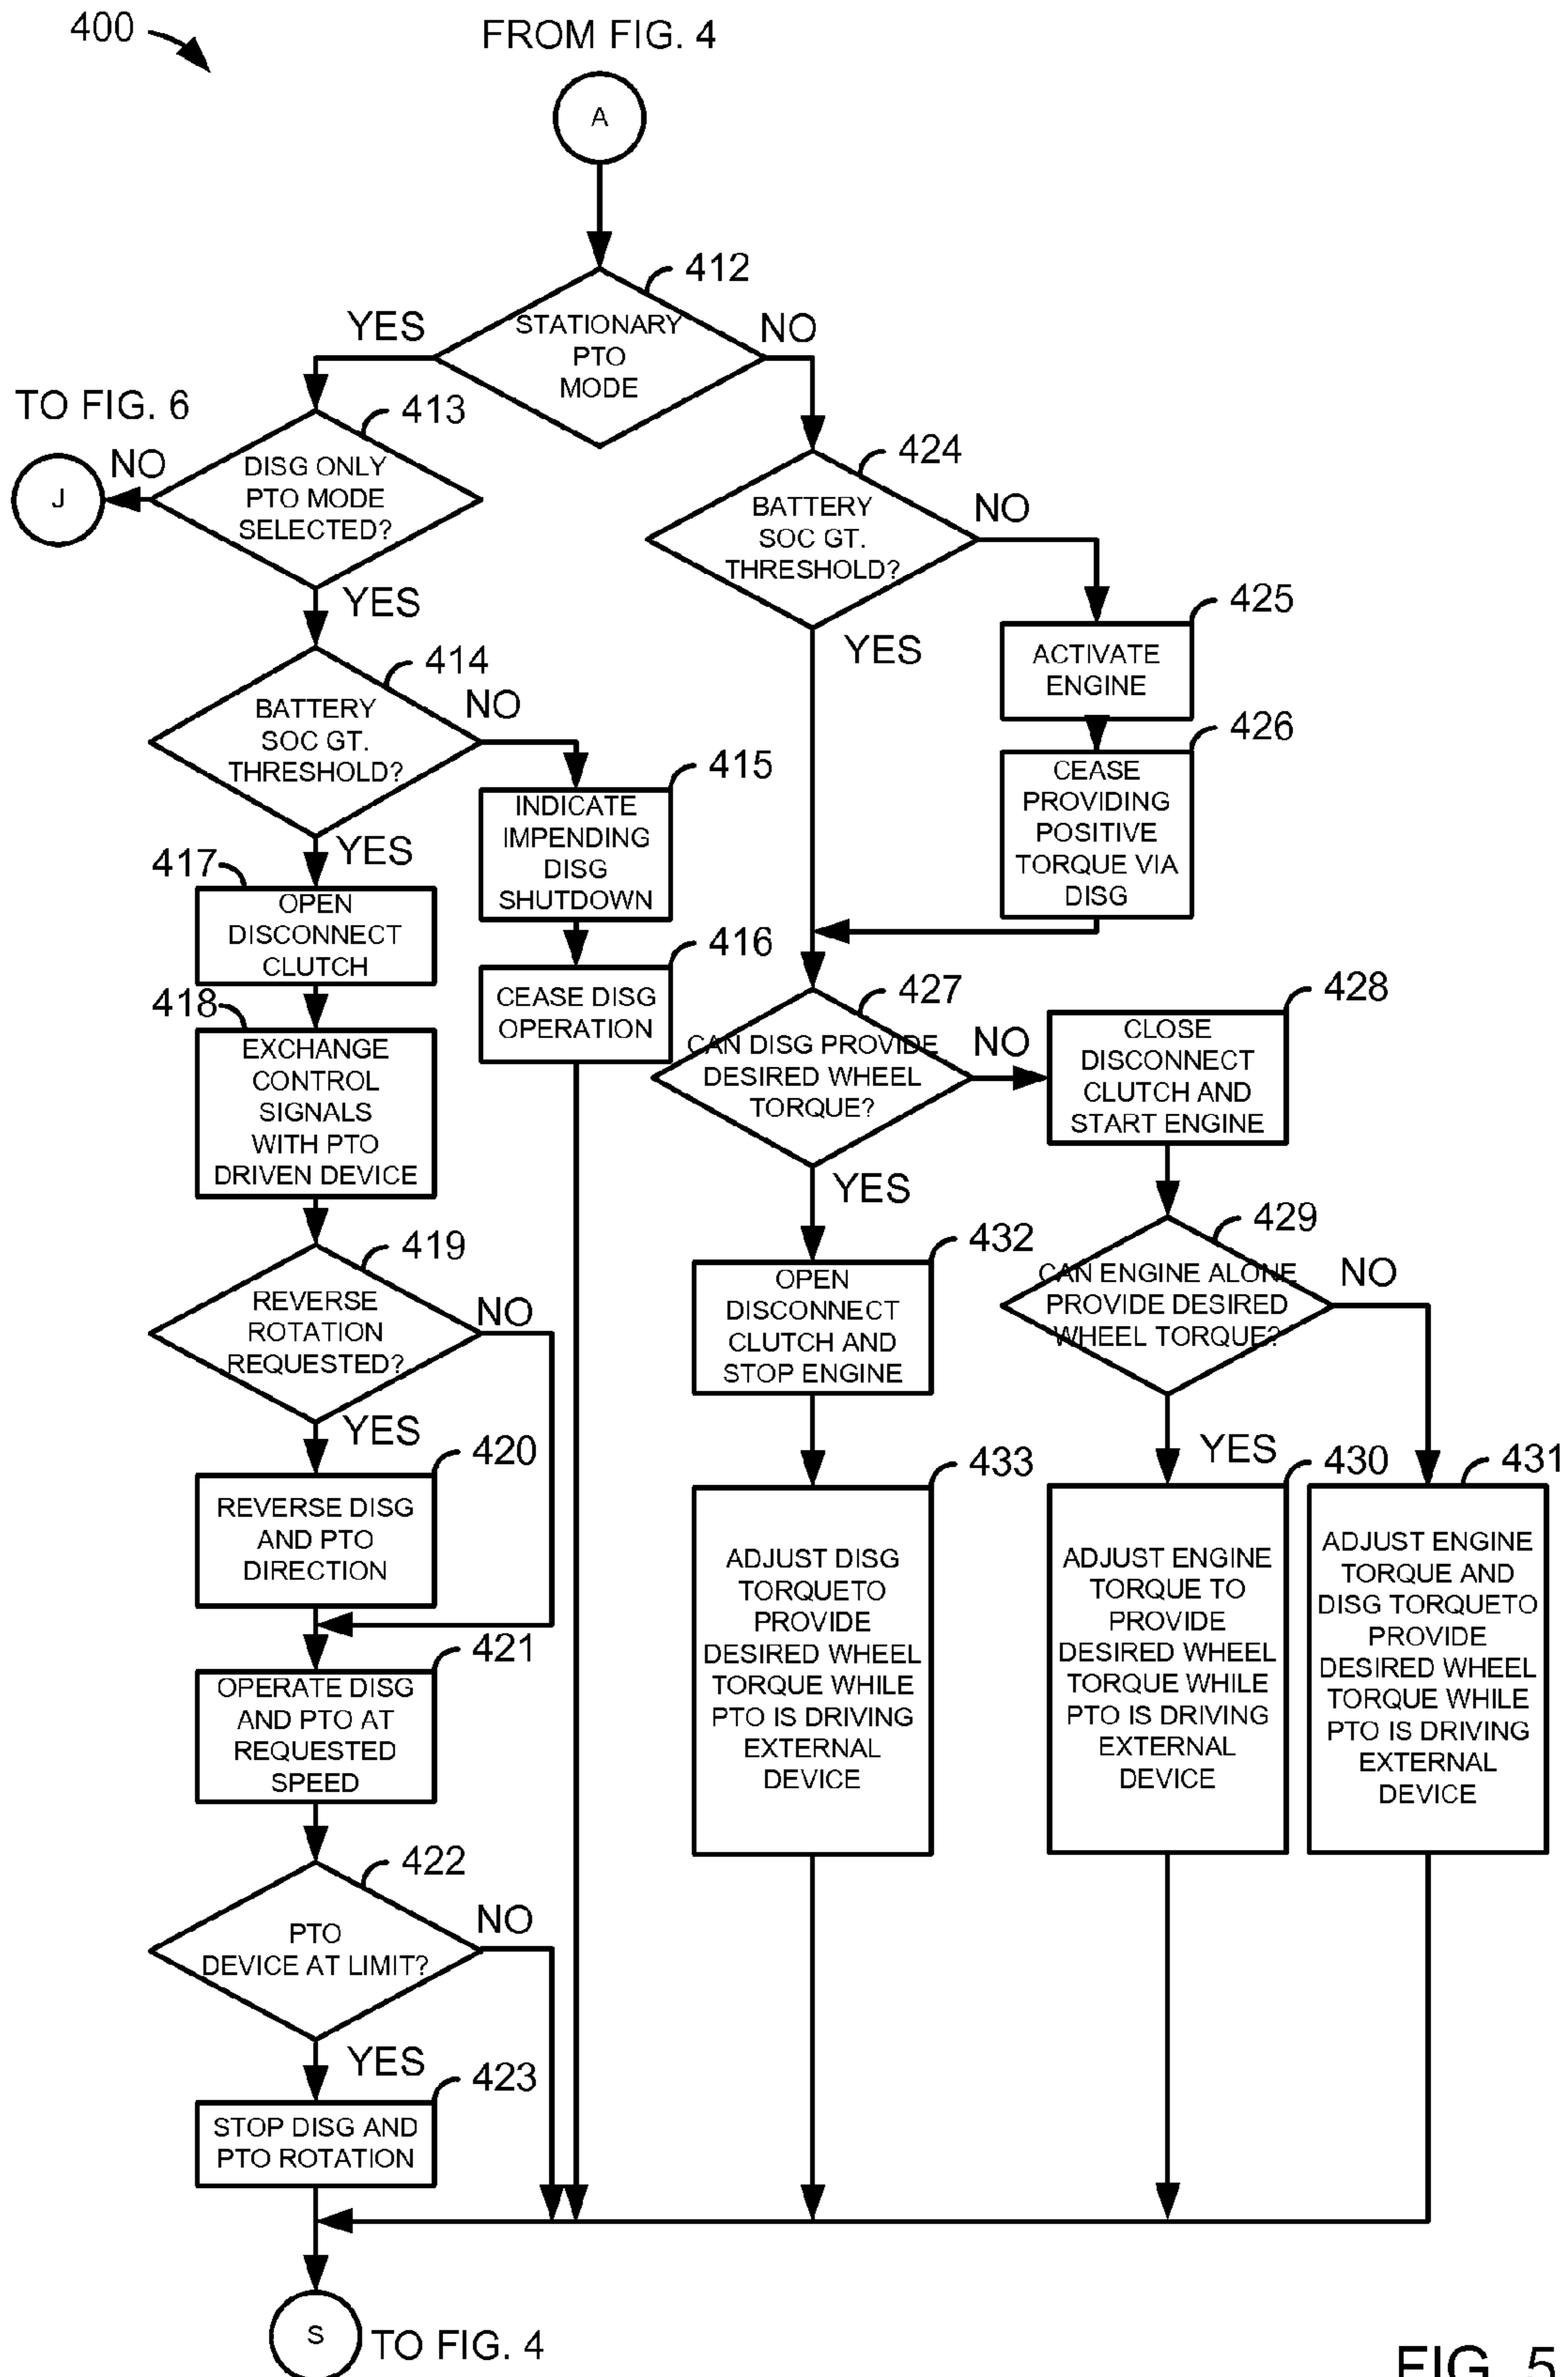 400
FROM FIG. 4
A
412
STATIONARY
PTO
MODE
YES
NO
TO FIG. 6
J
NO
413
DISG ONLY
PTO MODE
SELECTED?
YES
414
BATTERY
SOC GT.
THRESHOLD?
NO
YES
415
INDICATE
IMPENDING
DISG
SHUTDOWN
416
CEASE DISG
OPERATION
417
OPEN
DISCONNECT
CLUTCH
418
EXCHANGE
CONTROL
SIGNALS
WITH PTO
DRIVEN DEVICE
419
REVERSE
ROTATION
REQUESTED?
NO
YES
420
REVERSE DISG
AND PTO
DIRECTION
421
OPERATE DISG
AND PTO AT
REQUESTED
SPEED
422
PTO
DEVICE AT LIMIT?
NO
YES
423
STOP DISG AND
PTO ROTATION
S
TO FIG. 4
424
BATTERY
SOC GT.
THRESHOLD?
NO
YES
425
ACTIVATE
ENGINE
426
CEASE
PROVIDING
POSITIVE
TORQUE VIA
DISG
427
CAN DISG PROVIDE
DESIRED WHEEL
TORQUE?
NO
YES
428
CLOSE
DISCONNECT
CLUTCH AND
START ENGINE
429
CAN ENGINE ALONE
PROVIDE DESIRED
WHEEL TORQUE?
NO
YES
432
OPEN
DISCONNECT
CLUTCH AND
STOP ENGINE
433
ADJUST DISG
TORQUETO
PROVIDE
DESIRED WHEEL
TORQUE WHILE
PTO IS DRIVING
EXTERNAL
DEVICE
430
ADJUST ENGINE
TORQUE TO
PROVIDE
DESIRED WHEEL
TORQUE WHILE
PTO IS DRIVING
EXTERNAL
DEVICE
431
ADJUST ENGINE
TORQUE AND
DISG TORQUETO
PROVIDE
DESIRED WHEEL
TORQUE WHILE
PTO IS DRIVING
EXTERNAL
DEVICE
FIG. 5